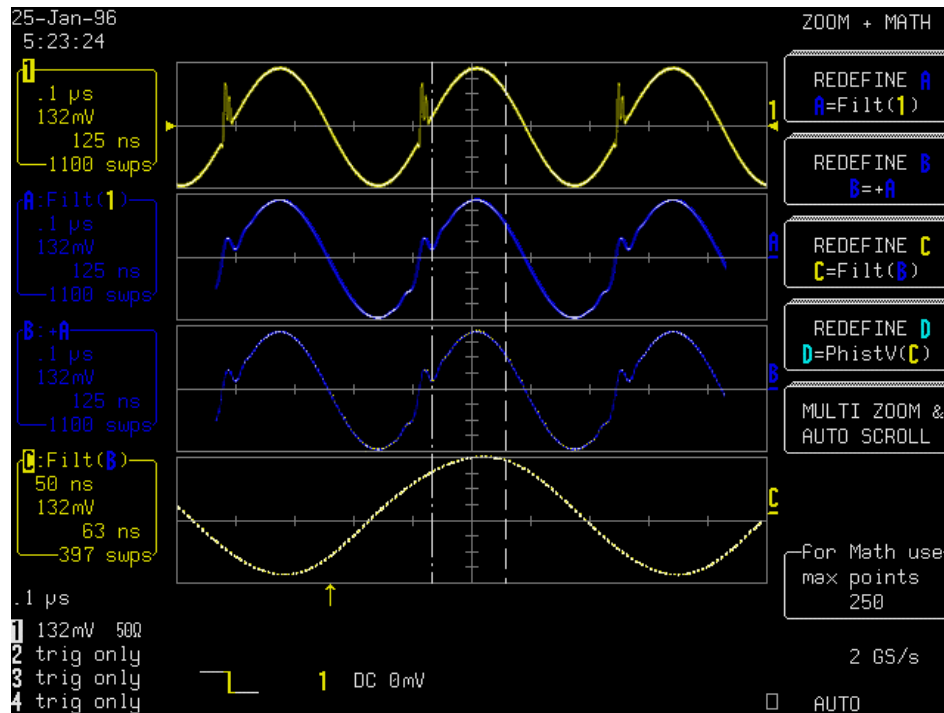 25-Jan-96
5:23:24
ZOOM + MATH
1
.1 µs
132mV
125 ns
1100 swps
A:Filt(1)
.1 µs
132mV
125 ns
1100 swps
B:+A
.1 µs
132mV
125 ns
1100 swps
C:Filt(B)
50 ns
132mV
63 ns
397 swps
1
A
B
C
REDEFINE A
A=Filt(1)
REDEFINE B
B=+A
REDEFINE C
C=Filt(B)
REDEFINE D
D=PhistV(C)
MULTI ZOOM &
AUTO SCROLL
For Math use
max points
250
.1 µs
1 132mV 50Ω
2 trig only
3 trig only
4 trig only
1 DC 0mV
2 GS/s
AUTO